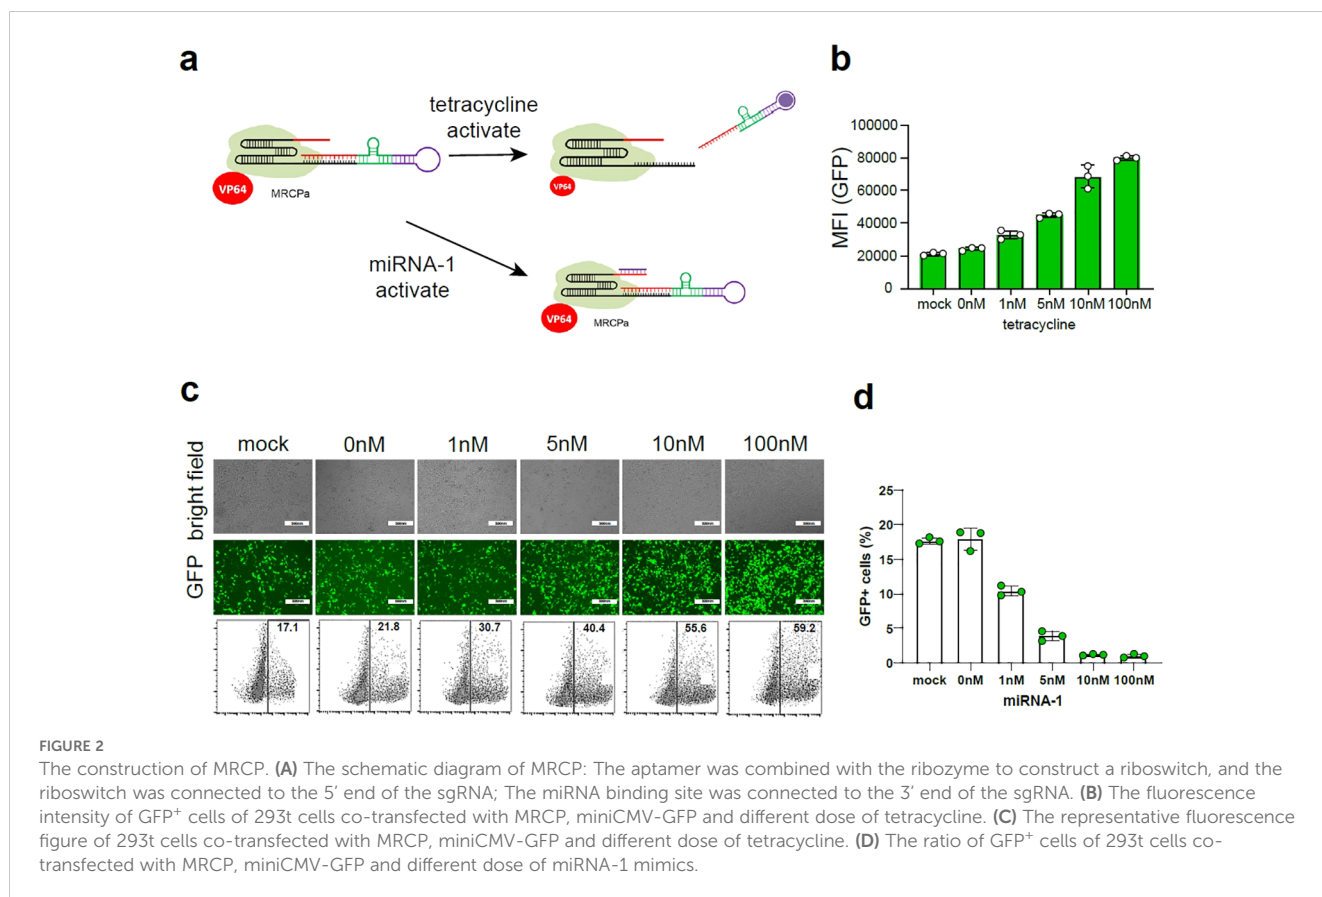 a
tetracycline
activate
VP64
MRCPa
VP64
miRNA-1
activate
VP64
MRCPa
b
MFI (GFP)
100000
80000
60000
40000
20000
0
mock 0nM 1nM 5nM 10nM 100nM
tetracycline
c
mock 0nM 1nM 5nM 10nM 100nM
bright field
GFP
17.1 21.8 30.7 40.4 55.6 59.2
d
GFP+ cells (%)
25
20
15
10
5
0
mock 0nM 1nM 5nM 10nM 100nM
miRNA-1
FIGURE 2
The construction of MRCP. (A) The schematic diagram of MRCP: The aptamer was combined with the ribozyme to construct a riboswitch, and the
riboswitch was connected to the 5′ end of the sgRNA; The miRNA binding site was connected to the 3′ end of the sgRNA. (B) The fluorescence
intensity of GFP⁺ cells of 293t cells co-transfected with MRCP, miniCMV-GFP and different dose of tetracycline. (C) The representative fluorescence
figure of 293t cells co-transfected with MRCP, miniCMV-GFP and different dose of tetracycline. (D) The ratio of GFP⁺ cells of 293t cells co-
transfected with MRCP, miniCMV-GFP and different dose of miRNA-1 mimics.